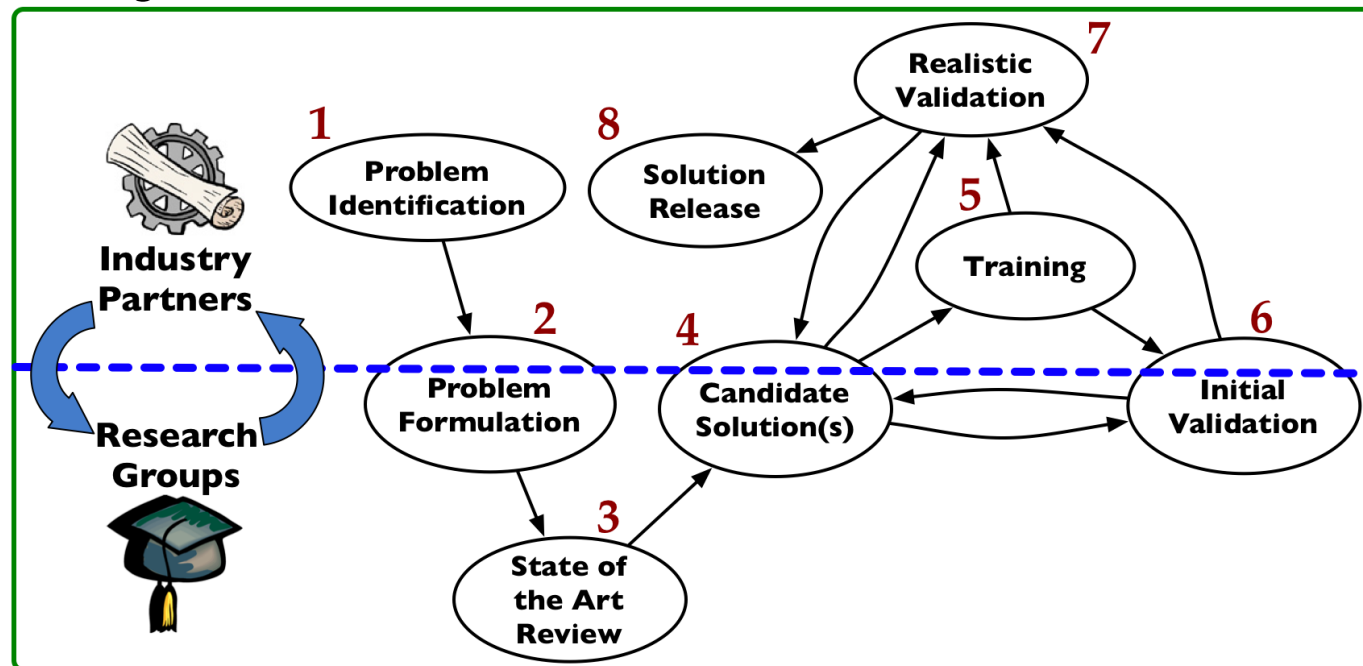 7
Realistic
Validation
1
8
Problem
Identification
Solution
Release
5
Industry
Partners
Training
2
4
6
Problem
Formulation
Candidate
Solution(s)
Initial
Validation
Research
Groups
3
State of
the Art
Review